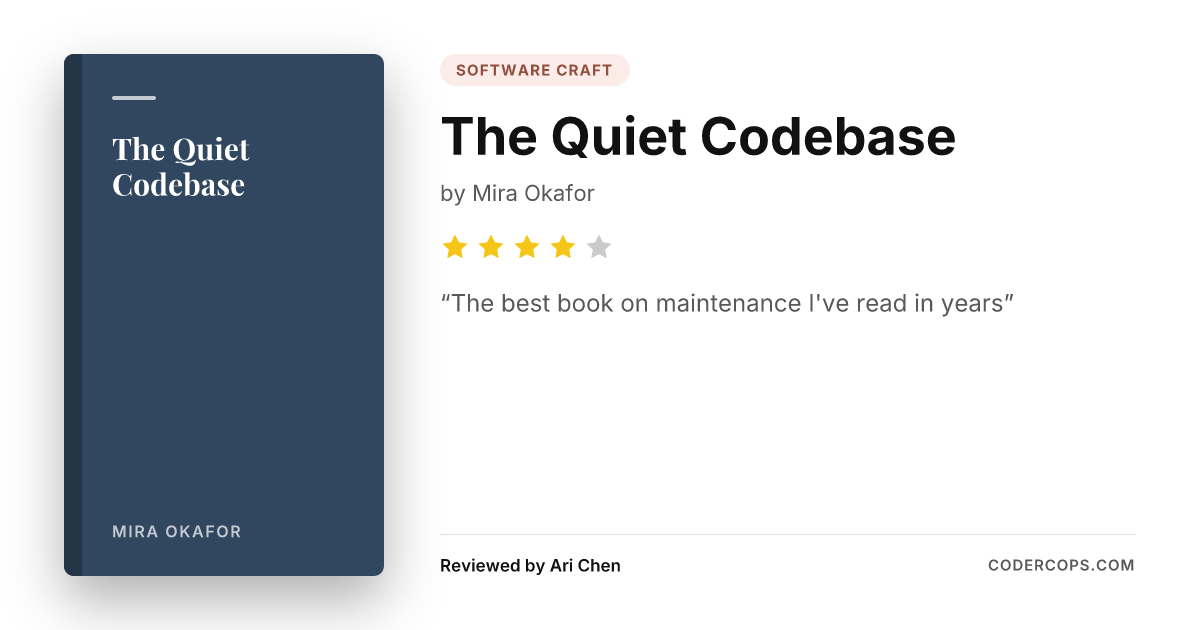 The Quiet
Codebase
MIRA OKAFOR
SOFTWARE CRAFT
The Quiet Codebase
by Mira Okafor
“The best book on maintenance I've read in years”
Reviewed by Ari Chen
CODERCOPS.COM